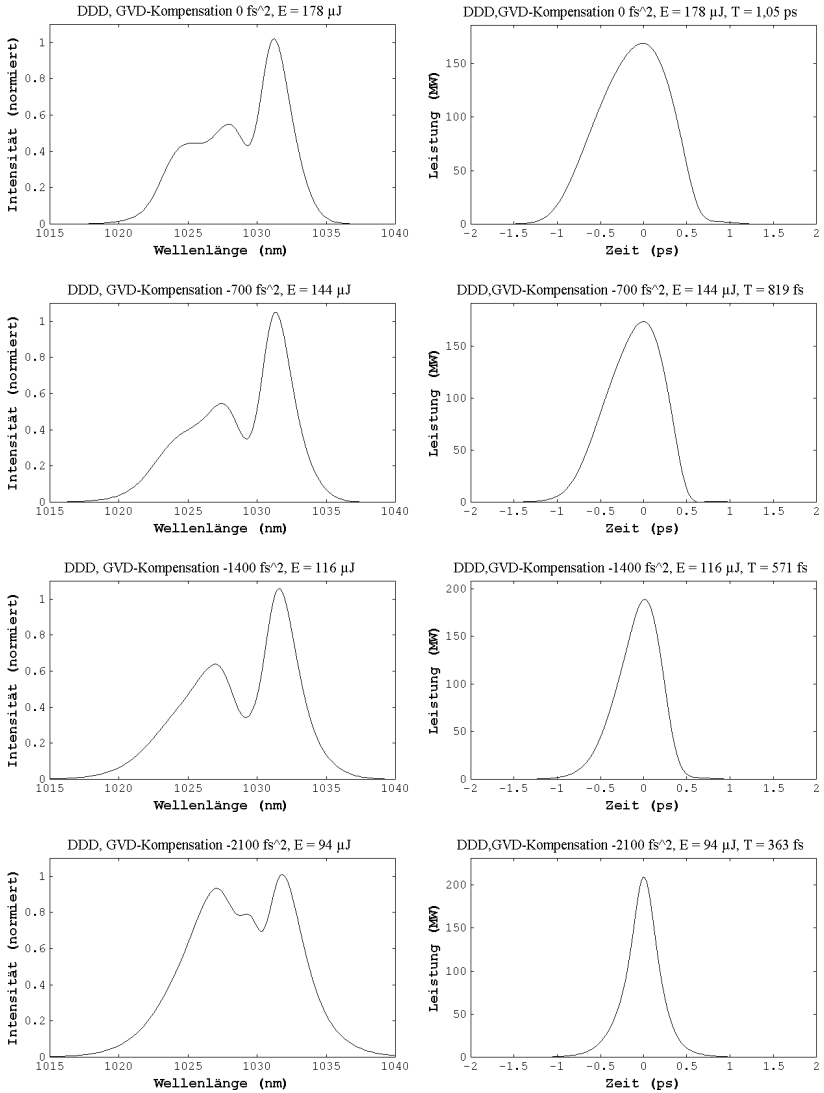 DDD, GVD-Kompensation 0 fs^2, E = 178 µJ
Intensität (normiert)
1
0.8
0.6
0.4
0.2
0
1015 1020 1025 1030 1035 1040
Wellenlänge (nm)
DDD,GVD-Kompensation 0 fs^2, E = 178 µJ, T = 1,05 ps
Leistung (MW)
150
100
50
0
-2 -1.5 -1 -0.5 0 0.5 1 1.5 2
Zeit (ps)
DDD, GVD-Kompensation -700 fs^2, E = 144 µJ
Intensität (normiert)
1
0.8
0.6
0.4
0.2
0
1015 1020 1025 1030 1035 1040
Wellenlänge (nm)
DDD,GVD-Kompensation -700 fs^2, E = 144 µJ, T = 819 fs
Leistung (MW)
150
100
50
0
-2 -1.5 -1 -0.5 0 0.5 1 1.5 2
Zeit (ps)
DDD, GVD-Kompensation -1400 fs^2, E = 116 µJ
Intensität (normiert)
1
0.8
0.6
0.4
0.2
0
1015 1020 1025 1030 1035 1040
Wellenlänge (nm)
DDD,GVD-Kompensation -1400 fs^2, E = 116 µJ, T = 571 fs
Leistung (MW)
200
150
100
50
0
-2 -1.5 -1 -0.5 0 0.5 1 1.5 2
Zeit (ps)
DDD, GVD-Kompensation -2100 fs^2, E = 94 µJ
Intensität (normiert)
1
0.8
0.6
0.4
0.2
0
1015 1020 1025 1030 1035 1040
Wellenlänge (nm)
DDD,GVD-Kompensation -2100 fs^2, E = 94 µJ, T = 363 fs
Leistung (MW)
200
150
100
50
0
-2 -1.5 -1 -0.5 0 0.5 1 1.5 2
Zeit (ps)